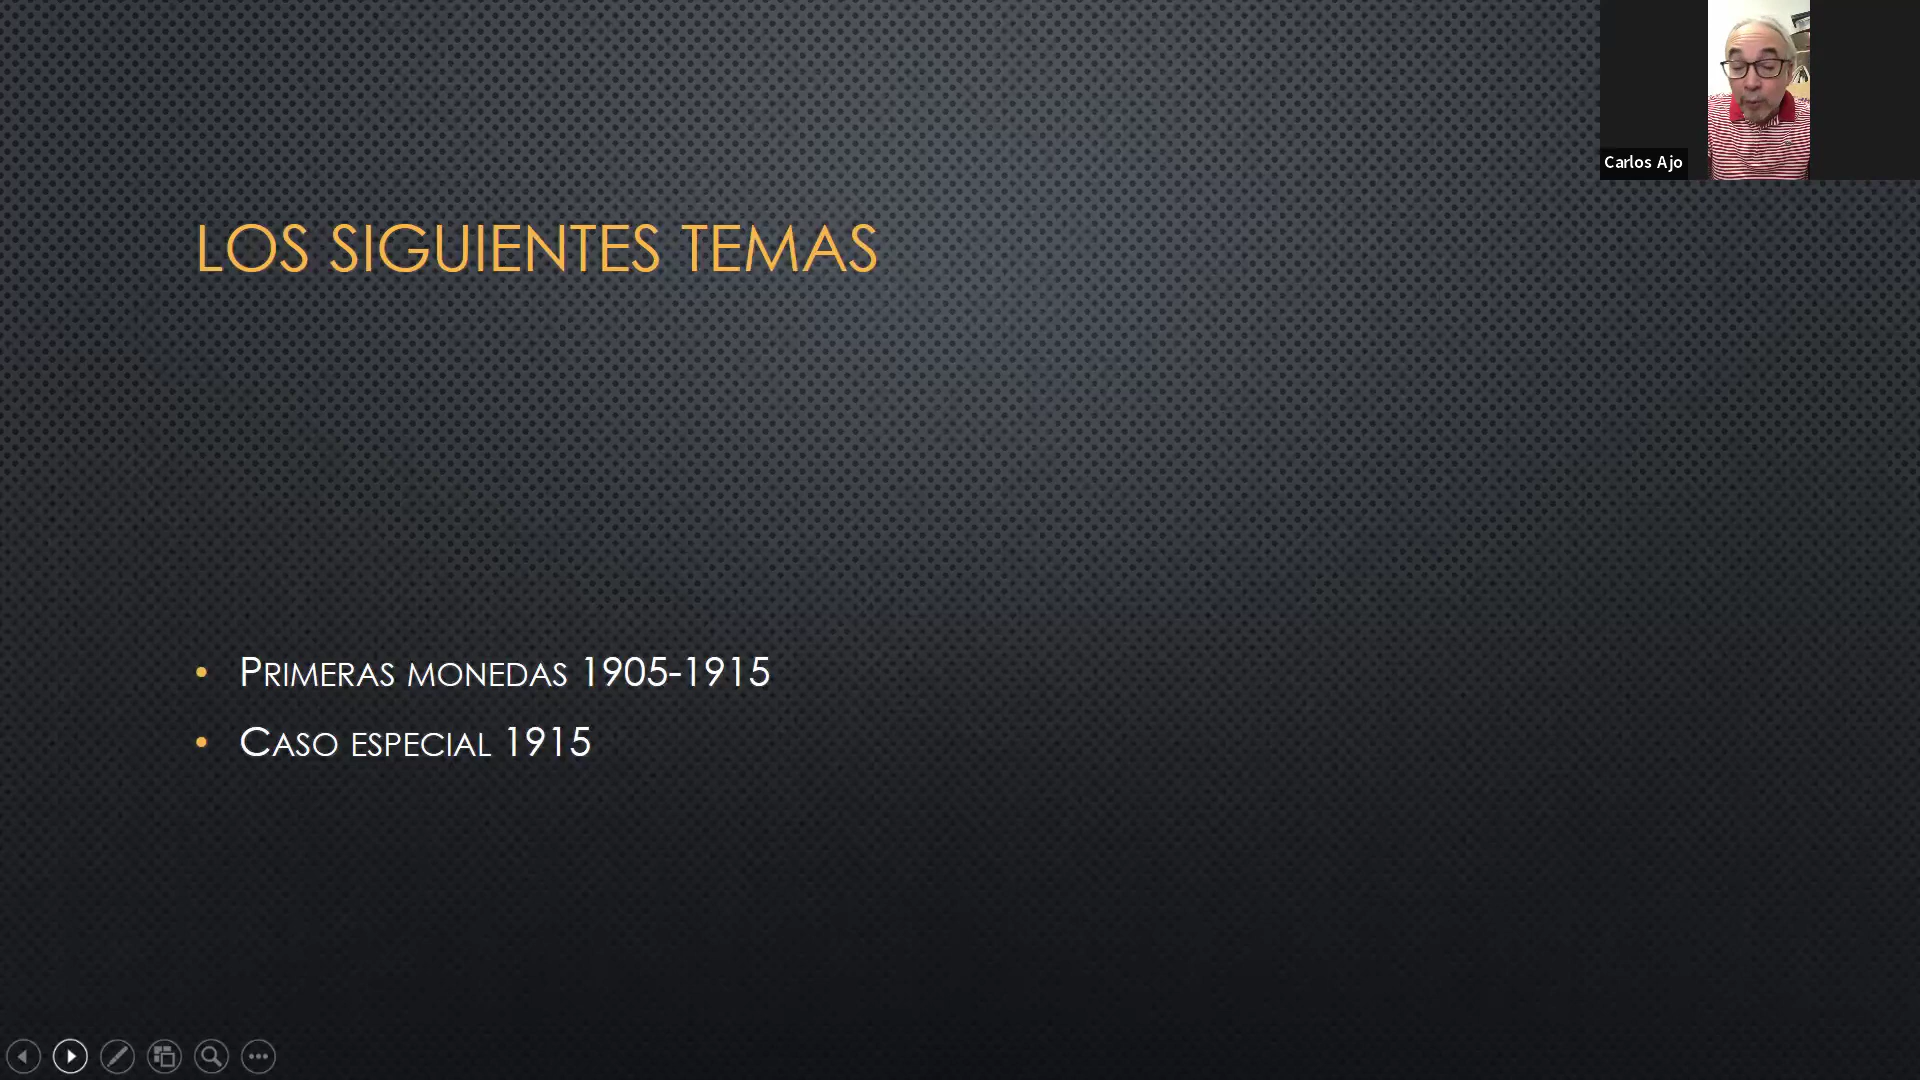 Carlos Ajo
LOS SIGUIENTES TEMAS
• PRIMERAS MONEDAS 1905-1915
• CASO ESPECIAL 1915